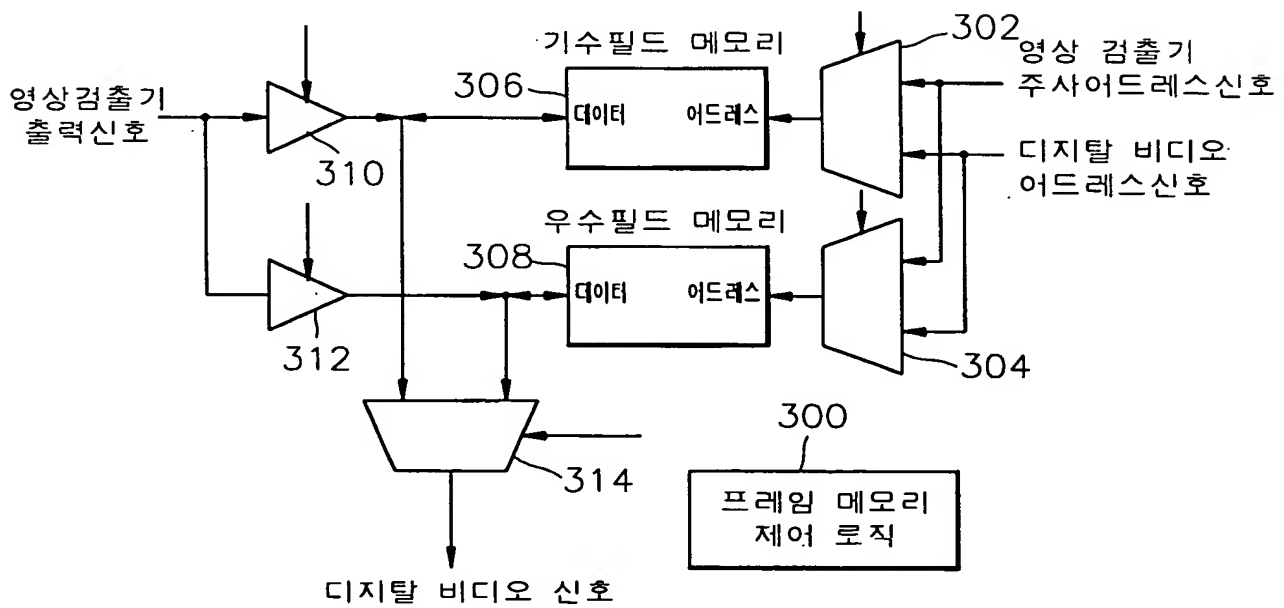 기수필드 메모리
302
영상 검출기
주사어드레스신호
306
영상검출기
출력신호
데이터
어드레스
310
디지탈 비디오
어드레스신호
우수필드 메모리
308
데이터
어드레스
312
304
300
314
프레임 메모리
제어 로직
디지탈 비디오 신호